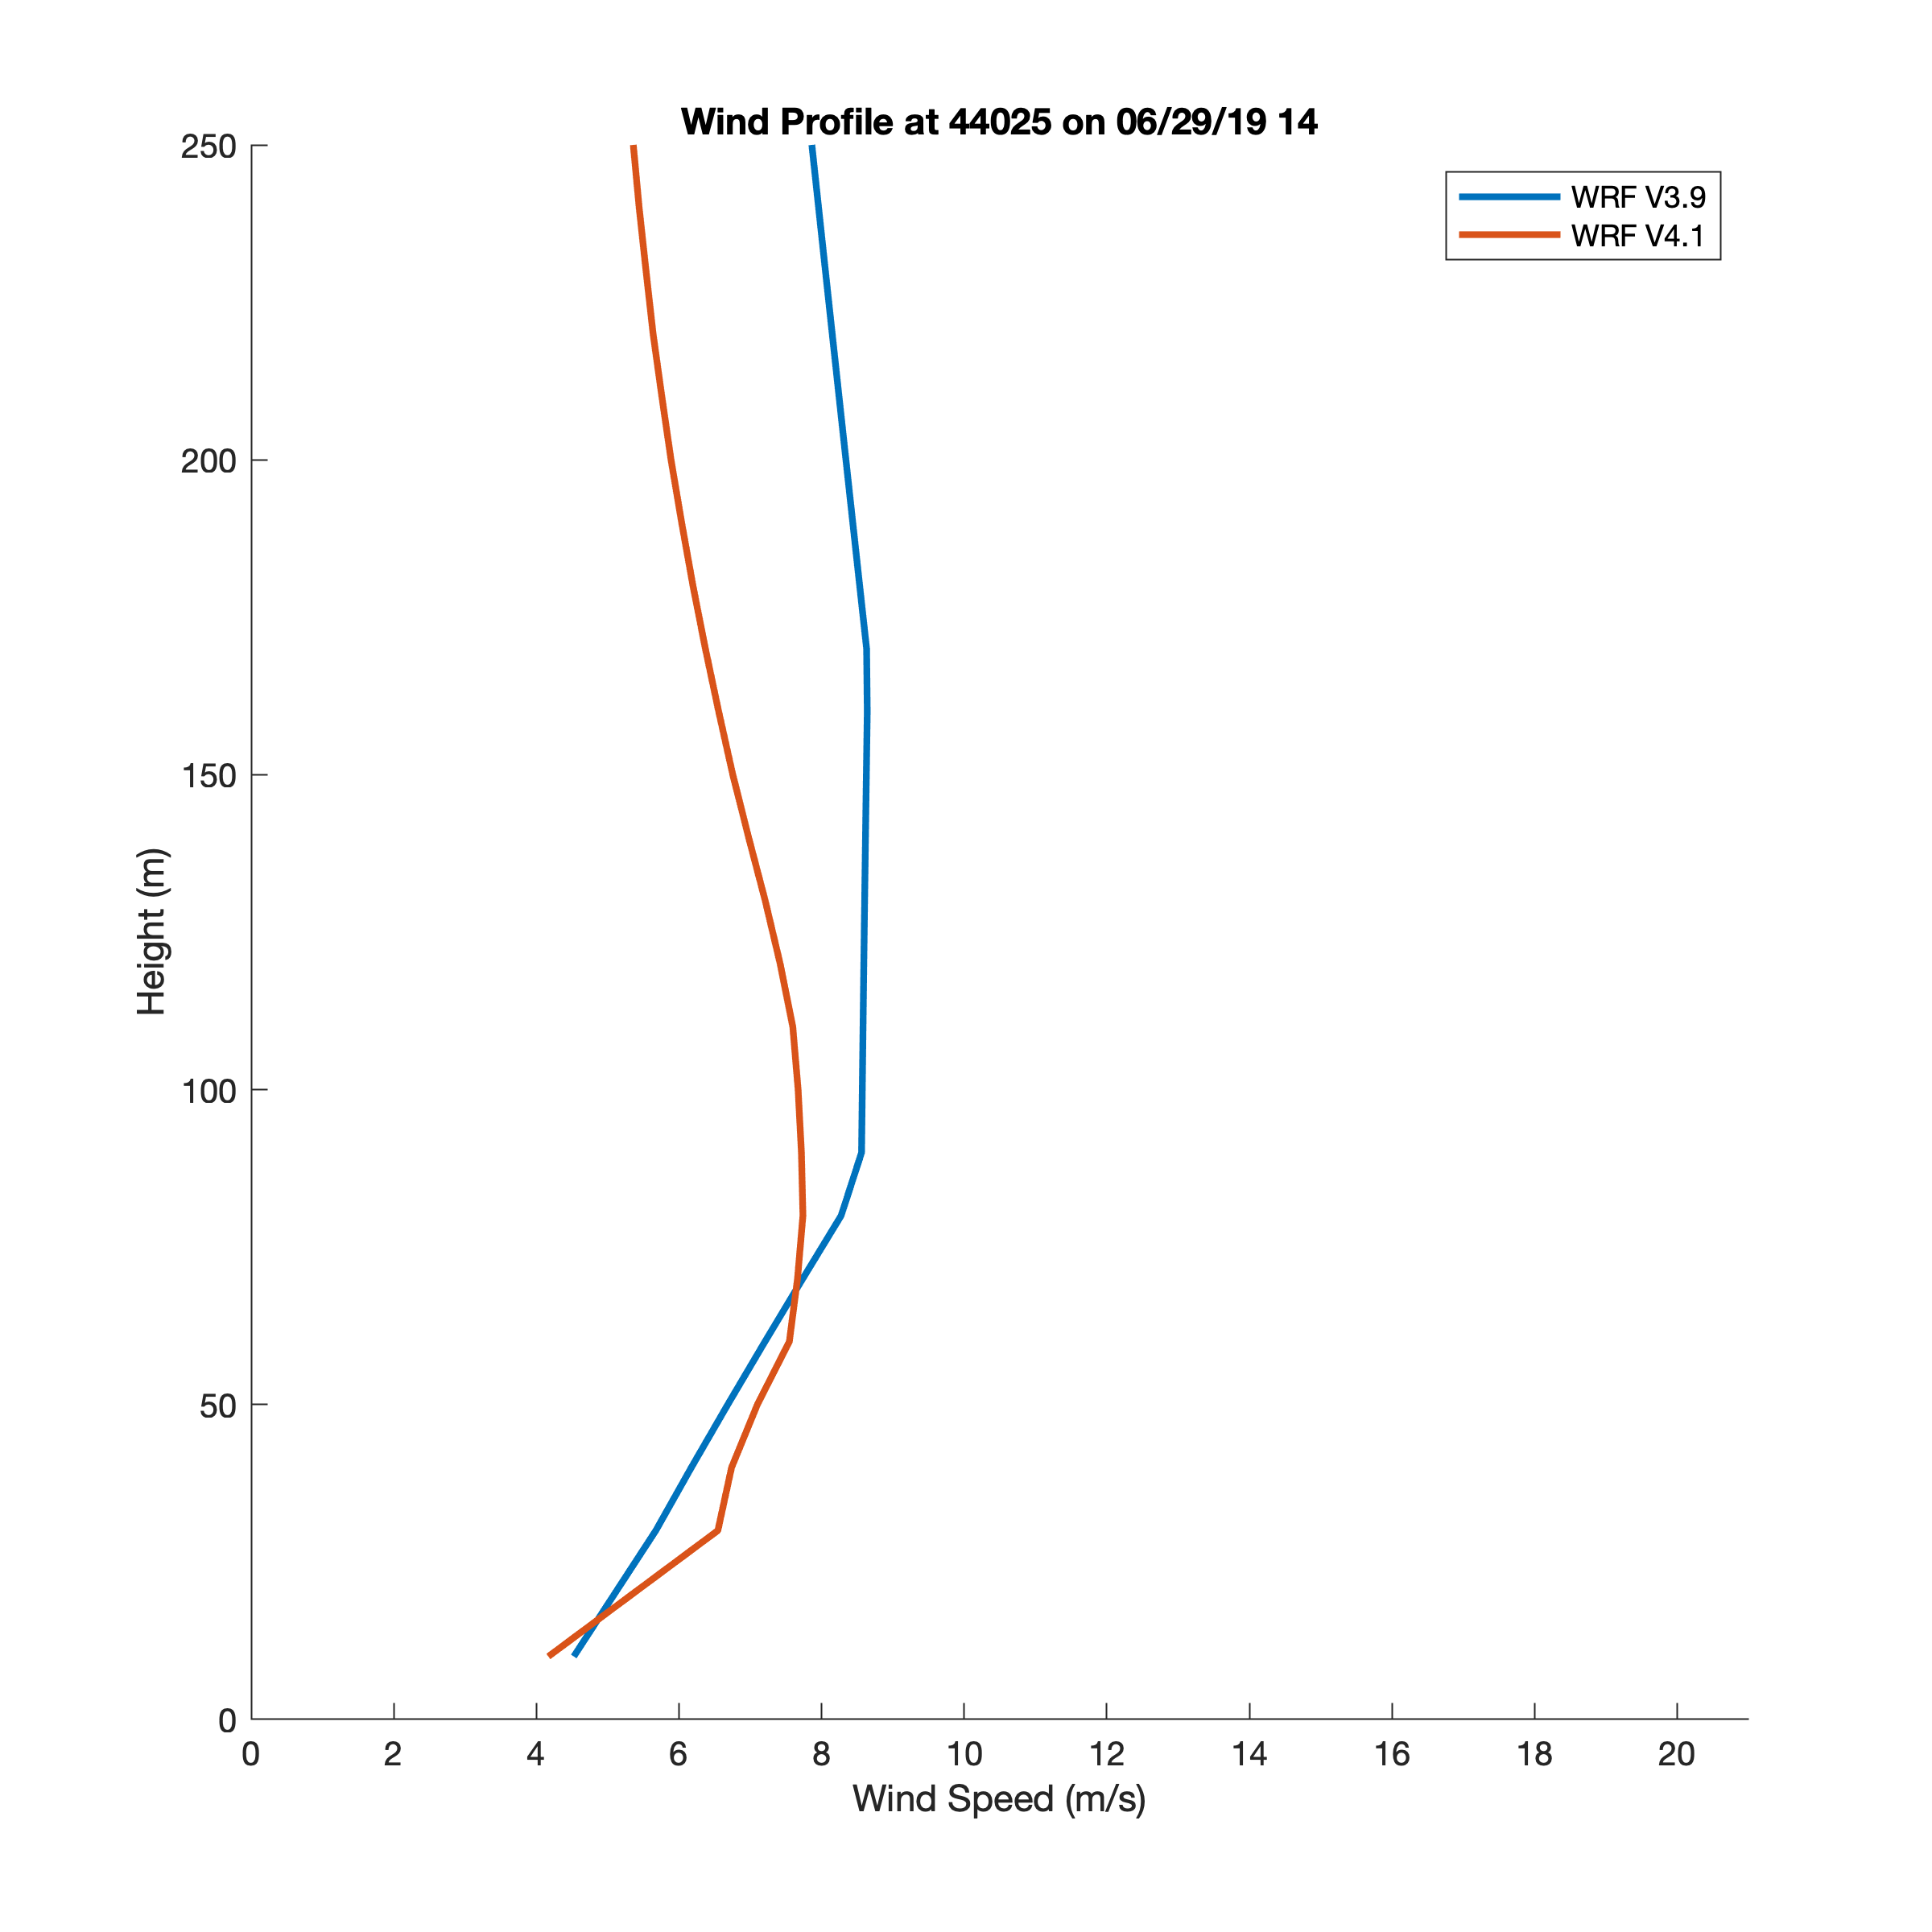 Wind Profile at 44025 on 06/29/19 14
WRF V3.9
WRF V4.1
250
200
150
100
50
0
Height (m)
0 2 4 6 8 10 12 14 16 18 20
Wind Speed (m/s)